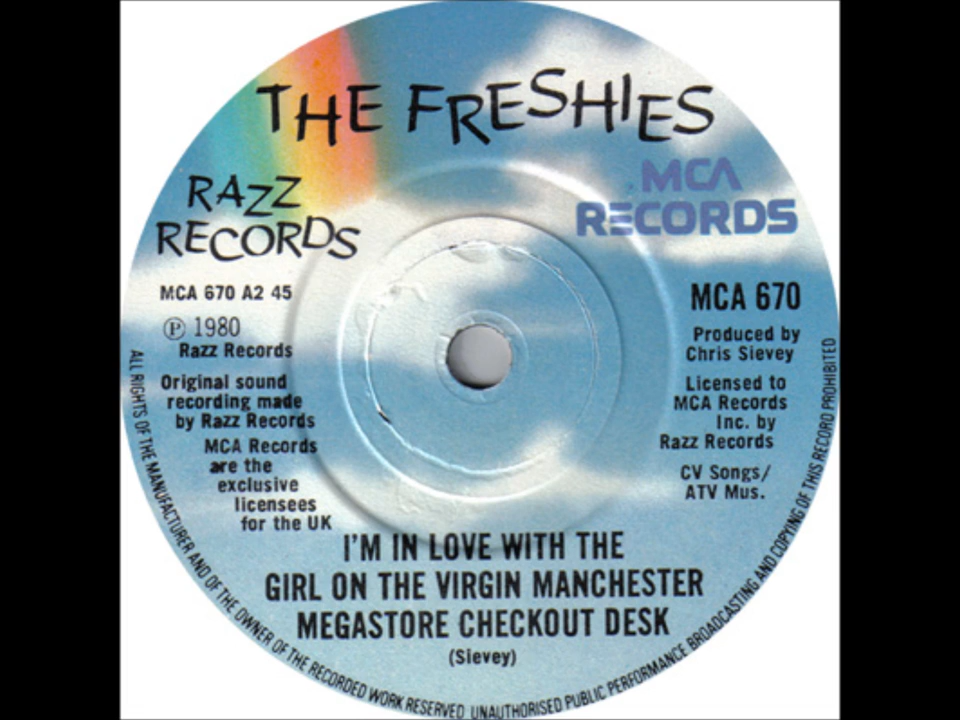 THE FRESHIES
RAZZ
RECORDS
MCA
RECORDS
MCA 670 A2 45
Ⓟ 1980
Razz Records
Original sound
recording made
by Razz Records
MCA Records
are the
exclusive
licensees
for the UK
MCA 670
Produced by
Chris Sievey
Licensed to
MCA Records
Inc. by
Razz Records
CV Songs/
ATV Mus.
I'M IN LOVE WITH THE
GIRL ON THE VIRGIN MANCHESTER
MEGASTORE CHECKOUT DESK
(Sievey)
ALL RIGHTS OF THE MANUFACTURER AND OF THE OWNER OF THE RECORDED WORK RESERVED UNAUTHORISED PUBLIC PERFORMANCE BROADCASTING AND COPYING OF THIS RECORD PROHIBITED